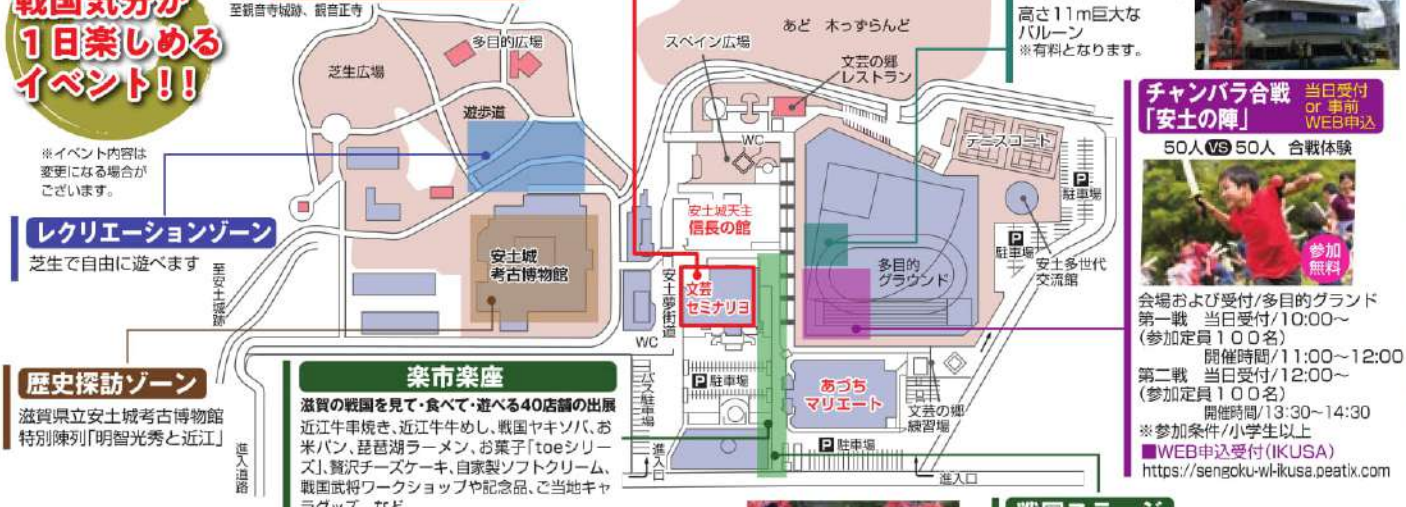 戦国気分が
1日楽しめる
イベント!!
※イベント内容は
変更になる場合が
ございます。
至観音寺城跡、観音正寺
多目的広場
芝生広場
遊歩道
レクリエーションゾーン
芝生で自由に遊べます
安土城
考古博物館
至安土城跡
歴史探訪ゾーン
滋賀県立安土城考古博物館
特別陳列「明智光秀と近江」
進入道路
楽市楽座
滋賀の戦国を見て・食べて・遊べる40店舗の出展
近江牛串焼き、近江牛牛めし、戦国ヤキソバ、お
米パン、琵琶湖ラーメン、お菓子「toeシリー
ズ」、贅沢チーズケーキ、自家製ソフトクリーム、
戦国武将ワークショップや記念品、ご当地キャ
ラグッズ など
あど 木っずらんど
スペイン広場
文芸の郷
レストラン
WC
テニスコート
P
駐車場
安土城天主
信長の館
文芸
セミナリヨ
安土夢街道
WC
多目的
グラウンド
P
駐車場
安土多世代
交流館
バス駐車場
P 駐車場
あづち
マリエート
文芸の郷
練習場
P 駐車場
進入口
進入口
高さ11m巨大な
バルーン
※有料となります。
チャンバラ合戦
「安土の陣」
当日受付
or 事前
WEB申込
50人VS50人 合戦体験
参加
無料
会場および受付/多目的グランド
第一戦 当日受付/10:00～
(参加定員100名)
開催時間/11:00～12:00
第二戦 当日受付/12:00～
(参加定員100名)
開催時間/13:30～14:30
※参加条件/小学生以上
■WEB申込受付(IKUSA)
https://sengoku-wl-ikusa.peatix.com
戦国ステージ